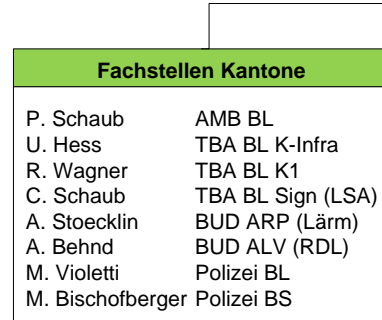 Fachstellen Kantone
P. Schaub AMB BL
U. Hess TBA BL K-Infra
R. Wagner TBA BL K1
C. Schaub TBA BL Sign (LSA)
A. Stoecklin BUD ARP (Lärm)
A. Behnd BUD ALV (RDL)
M. Violetti Polizei BL
M. Bischofberger Polizei BS